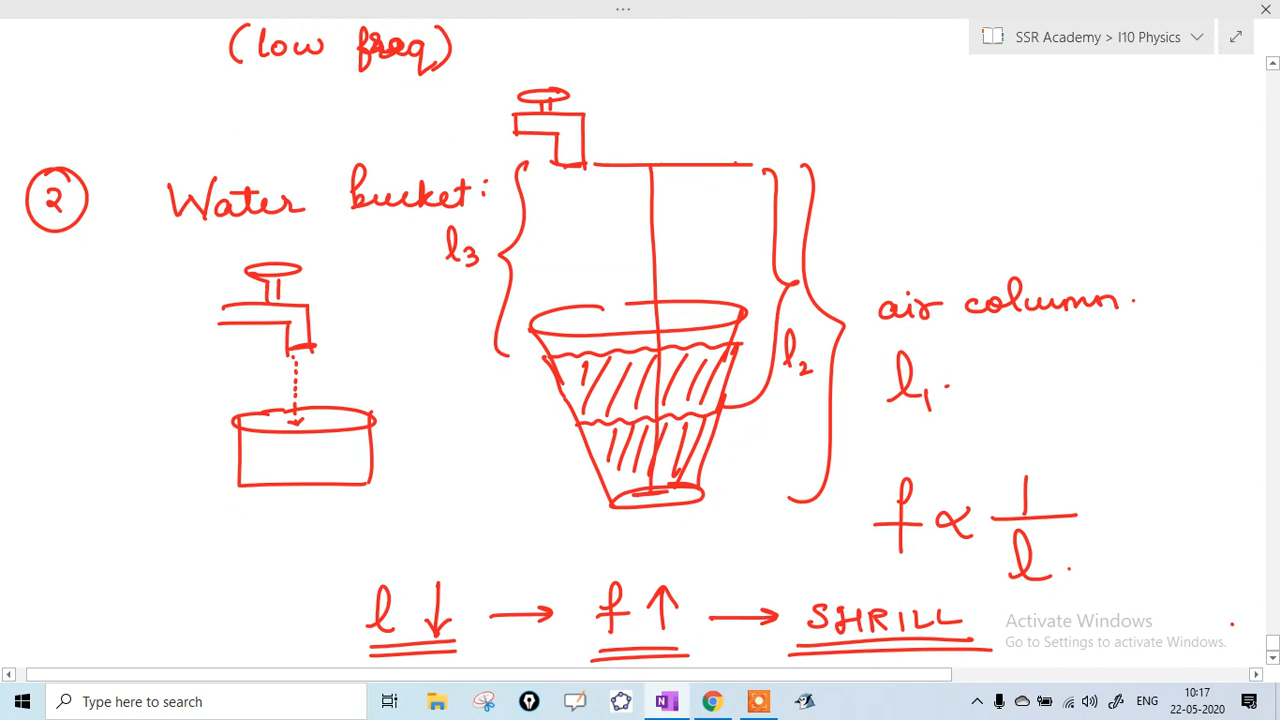 SSR Academy > I10 Physics
(low freq)
2 Water bucket:
l3
l2
air column.
l1.
f ∝ 1/l.
l ↓ → f ↑ → SHRILL
Activate Windows
Go to Settings to activate Windows.
Type here to search
10:17
22-05-2020